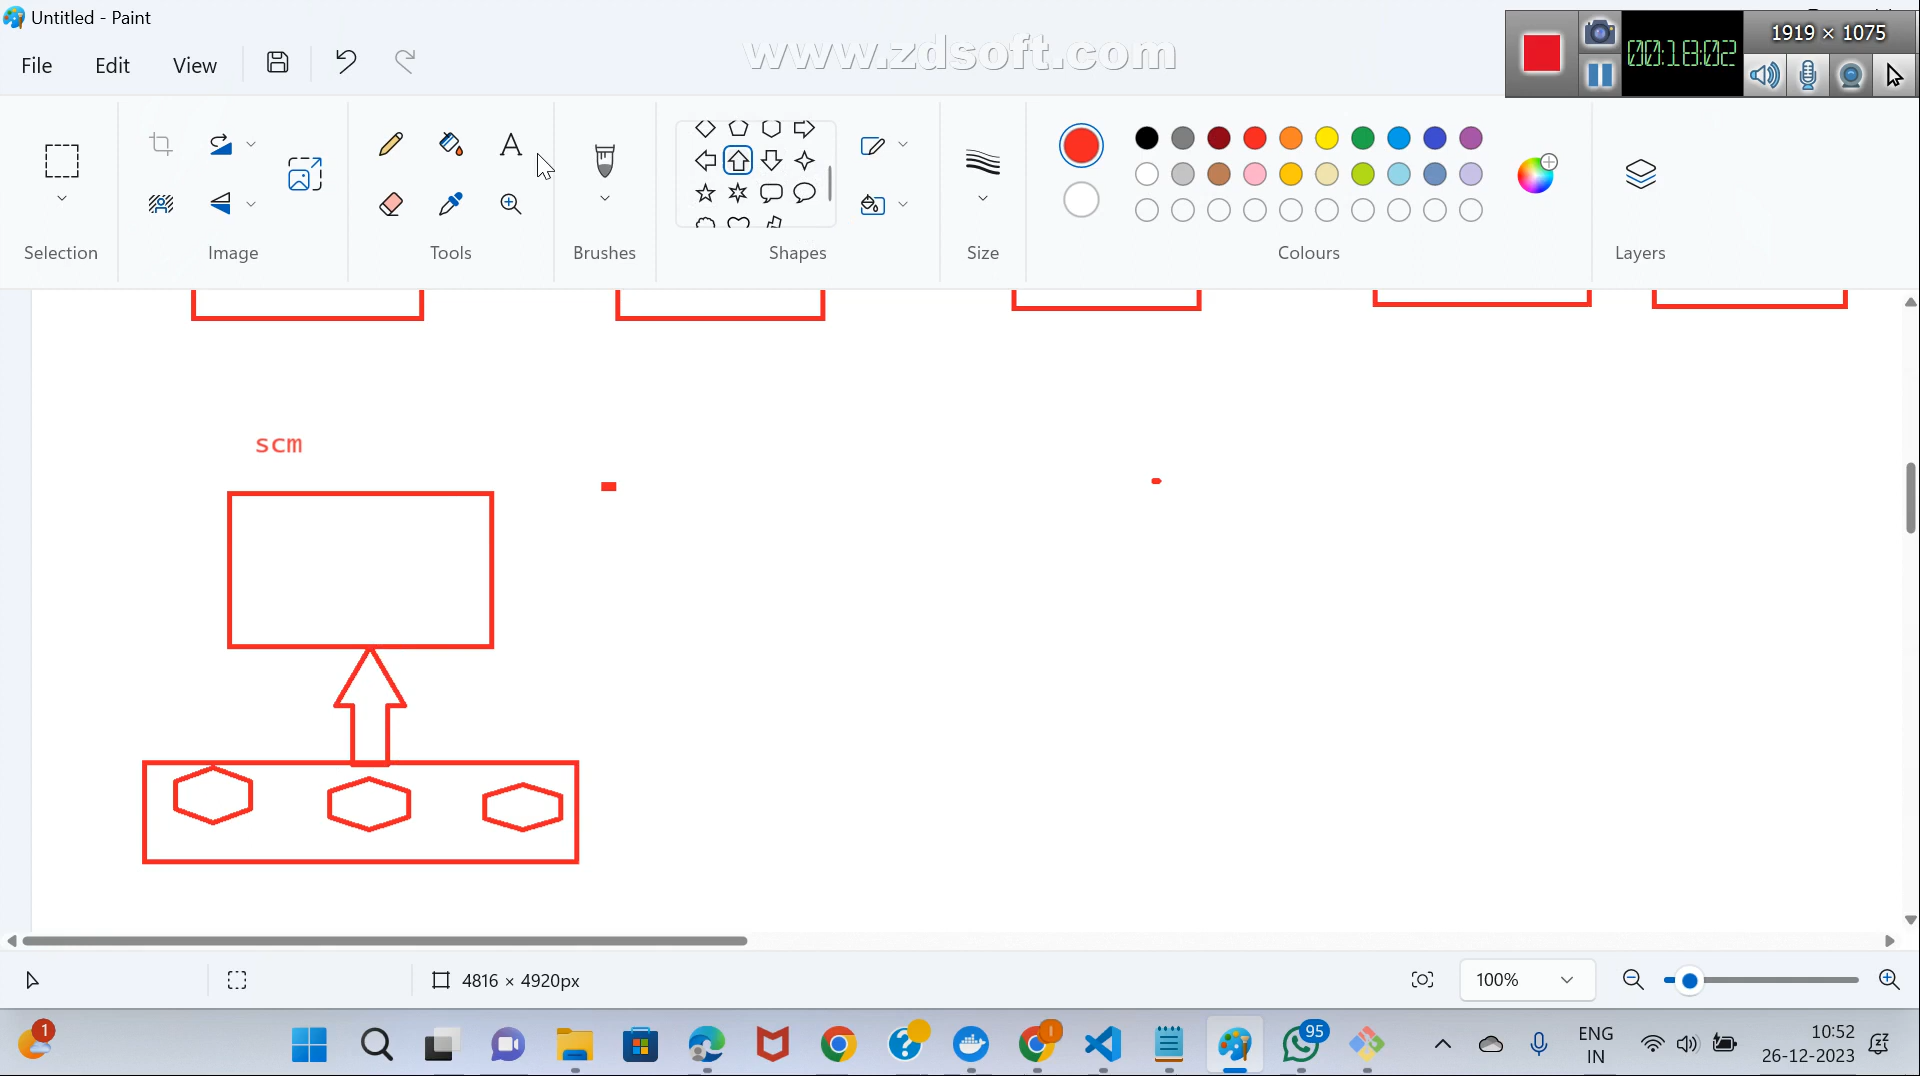 Untitled - Paint
www.zdsoft.com
00:18:02
1919 × 1075
File
Edit
View
Selection
Image
Tools
Brushes
Shapes
Size
Colours
Layers
scm
4816 × 4920px
100%
1
95
ENG
IN
10:52
26-12-2023